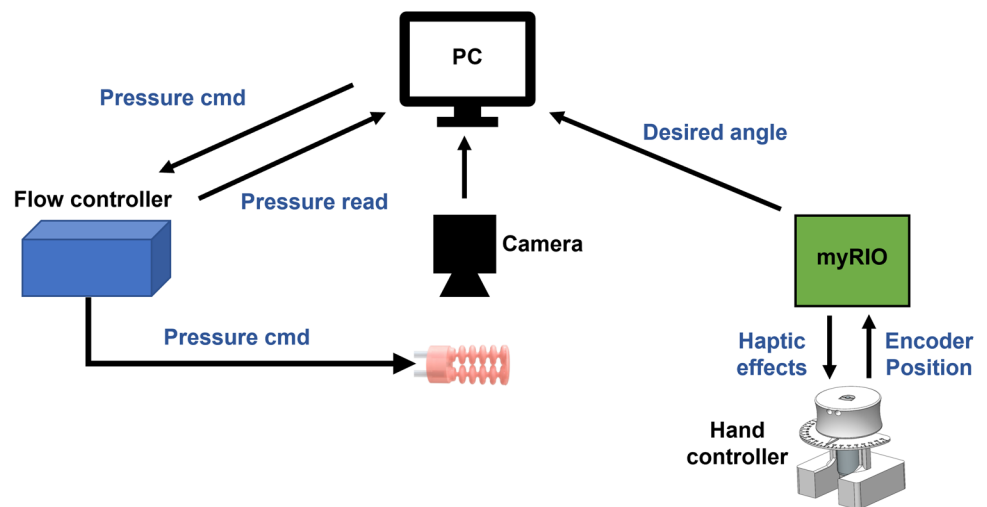 PC
Pressure cmd
Desired angle
Flow controller
Pressure read
Camera
myRIO
Pressure cmd
Haptic
effects
Encoder
Position
Hand
controller